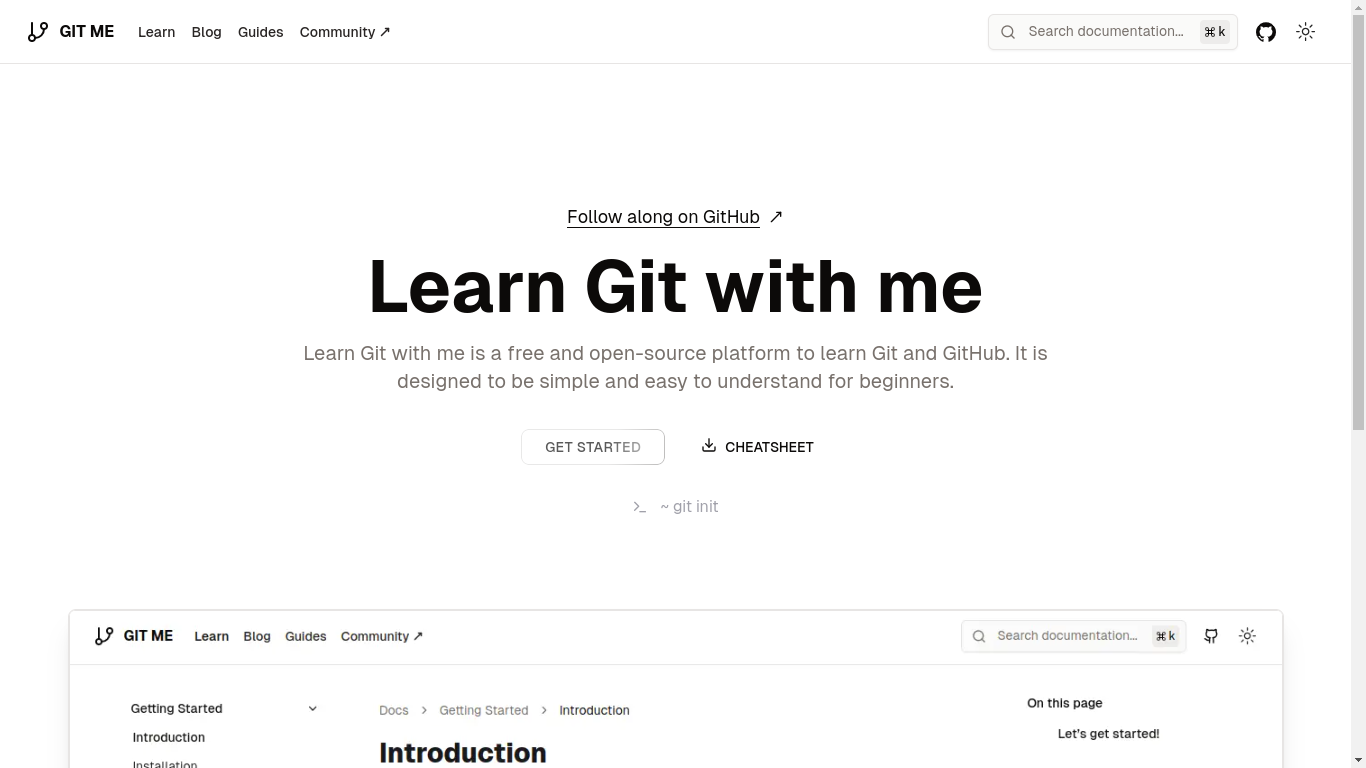 GIT ME Learn Blog Guides Community ↗ Search documentation... ⌘ k
Follow along on GitHub ↗
Learn Git with me
Learn Git with me is a free and open-source platform to learn Git and GitHub. It is
designed to be simple and easy to understand for beginners.
GET STARTED CHEATSHEET
~ git init
GIT ME Learn Blog Guides Community ↗ Search documentation... ⌘ k
Getting Started
Docs > Getting Started > Introduction
On this page
Introduction
Let's get started!
Introduction
Installation